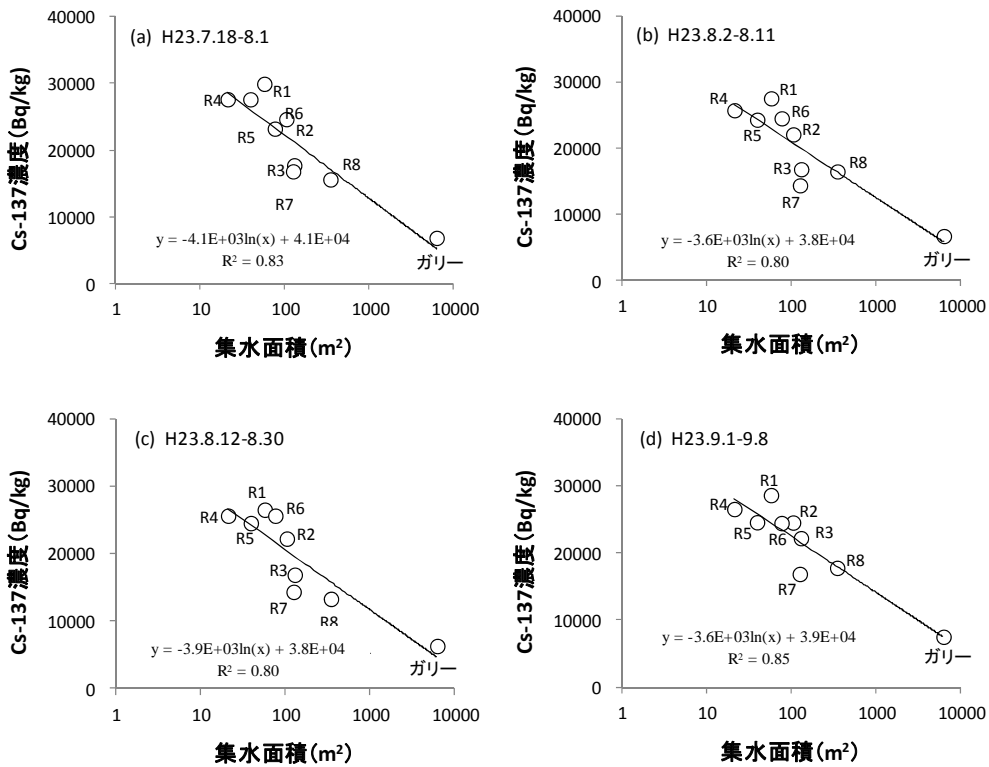 40000
(a) H23.7.18-8.1
30000
R1
R4
R6
R2
R5
20000
R8
R3
R7
10000
y = -4.1E+03ln(x) + 4.1E+04
R² = 0.83
ガリー
0
1 10 100 1000 10000
Cs-137濃度(Bq/kg)
集水面積(m²)
40000
(b) H23.8.2-8.11
30000
R1
R4
R6
R5
R2
20000
R3
R8
R7
10000
y = -3.6E+03ln(x) + 3.8E+04
R² = 0.80
ガリー
0
1 10 100 1000 10000
Cs-137濃度(Bq/kg)
集水面積(m²)
40000
(c) H23.8.12-8.30
30000
R1
R6
R4
R5
R2
20000
R3
R7
R8
10000
y = -3.9E+03ln(x) + 3.8E+04
R² = 0.80
ガリー
0
1 10 100 1000 10000
Cs-137濃度(Bq/kg)
集水面積(m²)
40000
(d) H23.9.1-9.8
30000
R1
R4
R2
R5
R6
R3
20000
R8
R7
10000
y = -3.6E+03ln(x) + 3.9E+04
R² = 0.85
ガリー
0
1 10 100 1000 10000
Cs-137濃度(Bq/kg)
集水面積(m²)